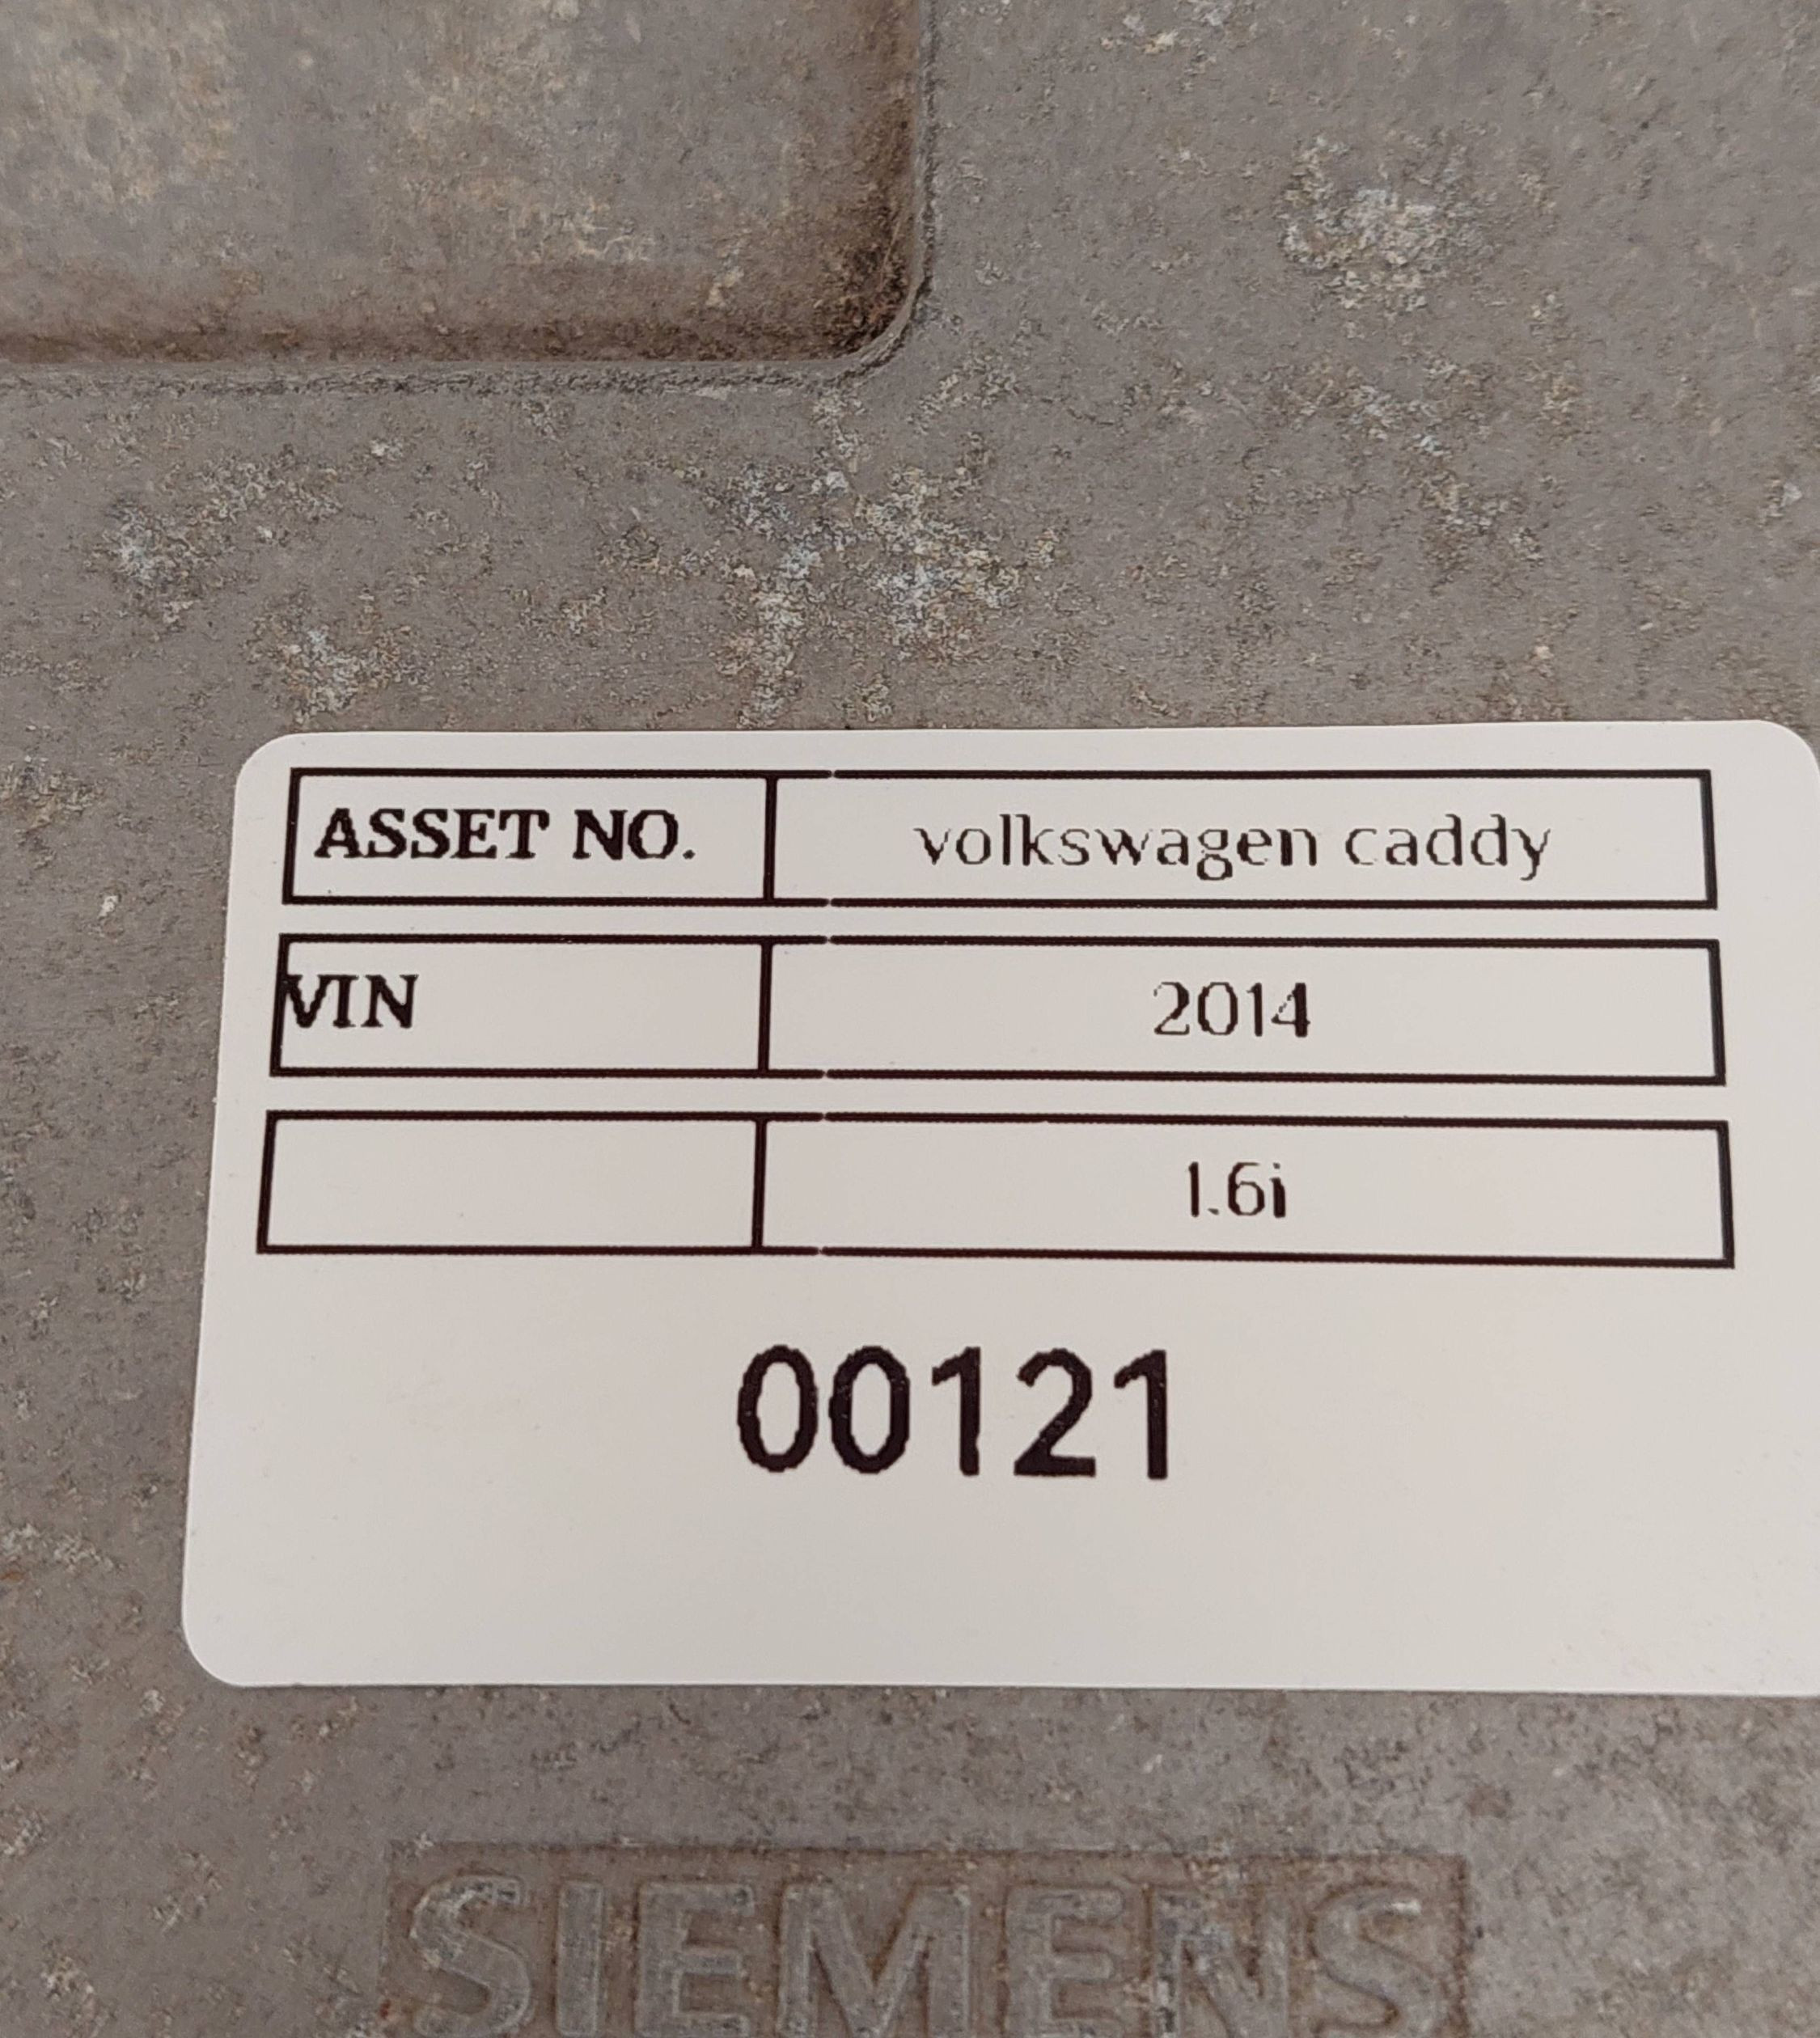 ASSET NO. volkswagen caddy
VIN 2014
1.6i
00121
SIEMENS